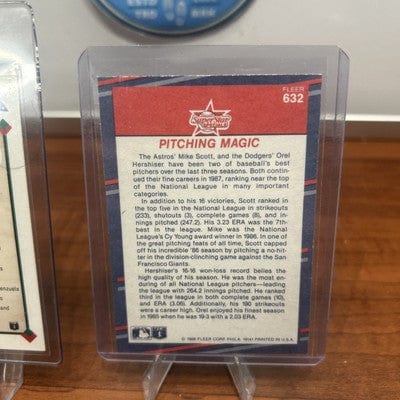 FLEER
632
SuperStar
Specials
PITCHING MAGIC
The Astros' Mike Scott, and the Dodgers' Orel
Hershiser have been two of baseball's best
pitchers over the last three seasons. Both contin-
ued their fine careers in 1987, ranking near the top
of the National League in many important
categories.
In addition to his 16 victories, Scott ranked in
the top five in the National League in strikeouts
(233), shutouts (3), complete games (8), and in-
nings pitched (247.2). His 3.23 ERA was the 7th-
best in the league. Mike was the National
League's Cy Young award winner in 1986. In one of
the great pitching feats of all time, Scott capped
off his incredible '86 season by pitching a no-hit-
ter in the division-clinching game against the San
Francisco Giants.
Hershiser's 16-16 won-loss record belies the
high quality of his season. He was the most en-
during of all National League pitchers—leading
the league with 264.2 innings pitched. He ranked
third in the league in both complete games (10),
and ERA (3.06). Additionally, his 190 strikeouts
were a career high. Orel enjoyed his finest season
in 1985 when he was 19-3 with a 2.03 ERA.
© 1988 FLEER CORP. PHILA. 19141 PRINTED IN U.S.A.